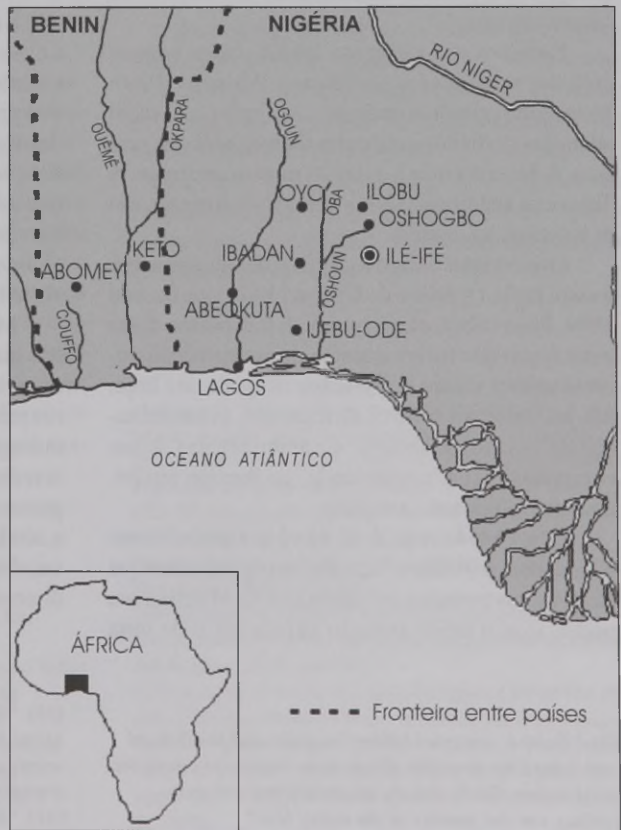 BENIN
NIGÉRIA
RIO NÍGER
OUÊMÊ
OKPARA
OGOUN
OYO
OBA
ILOBU
OSHOGBO
KETO
IBADAN
OSHOUN
ILÉ-IFÉ
ABOMEY
ABEOKUTA
COUFFO
IJEBU-ODE
LAGOS
OCEANO ATIÂNTICO
ÁFRICA
Fronteira entre países